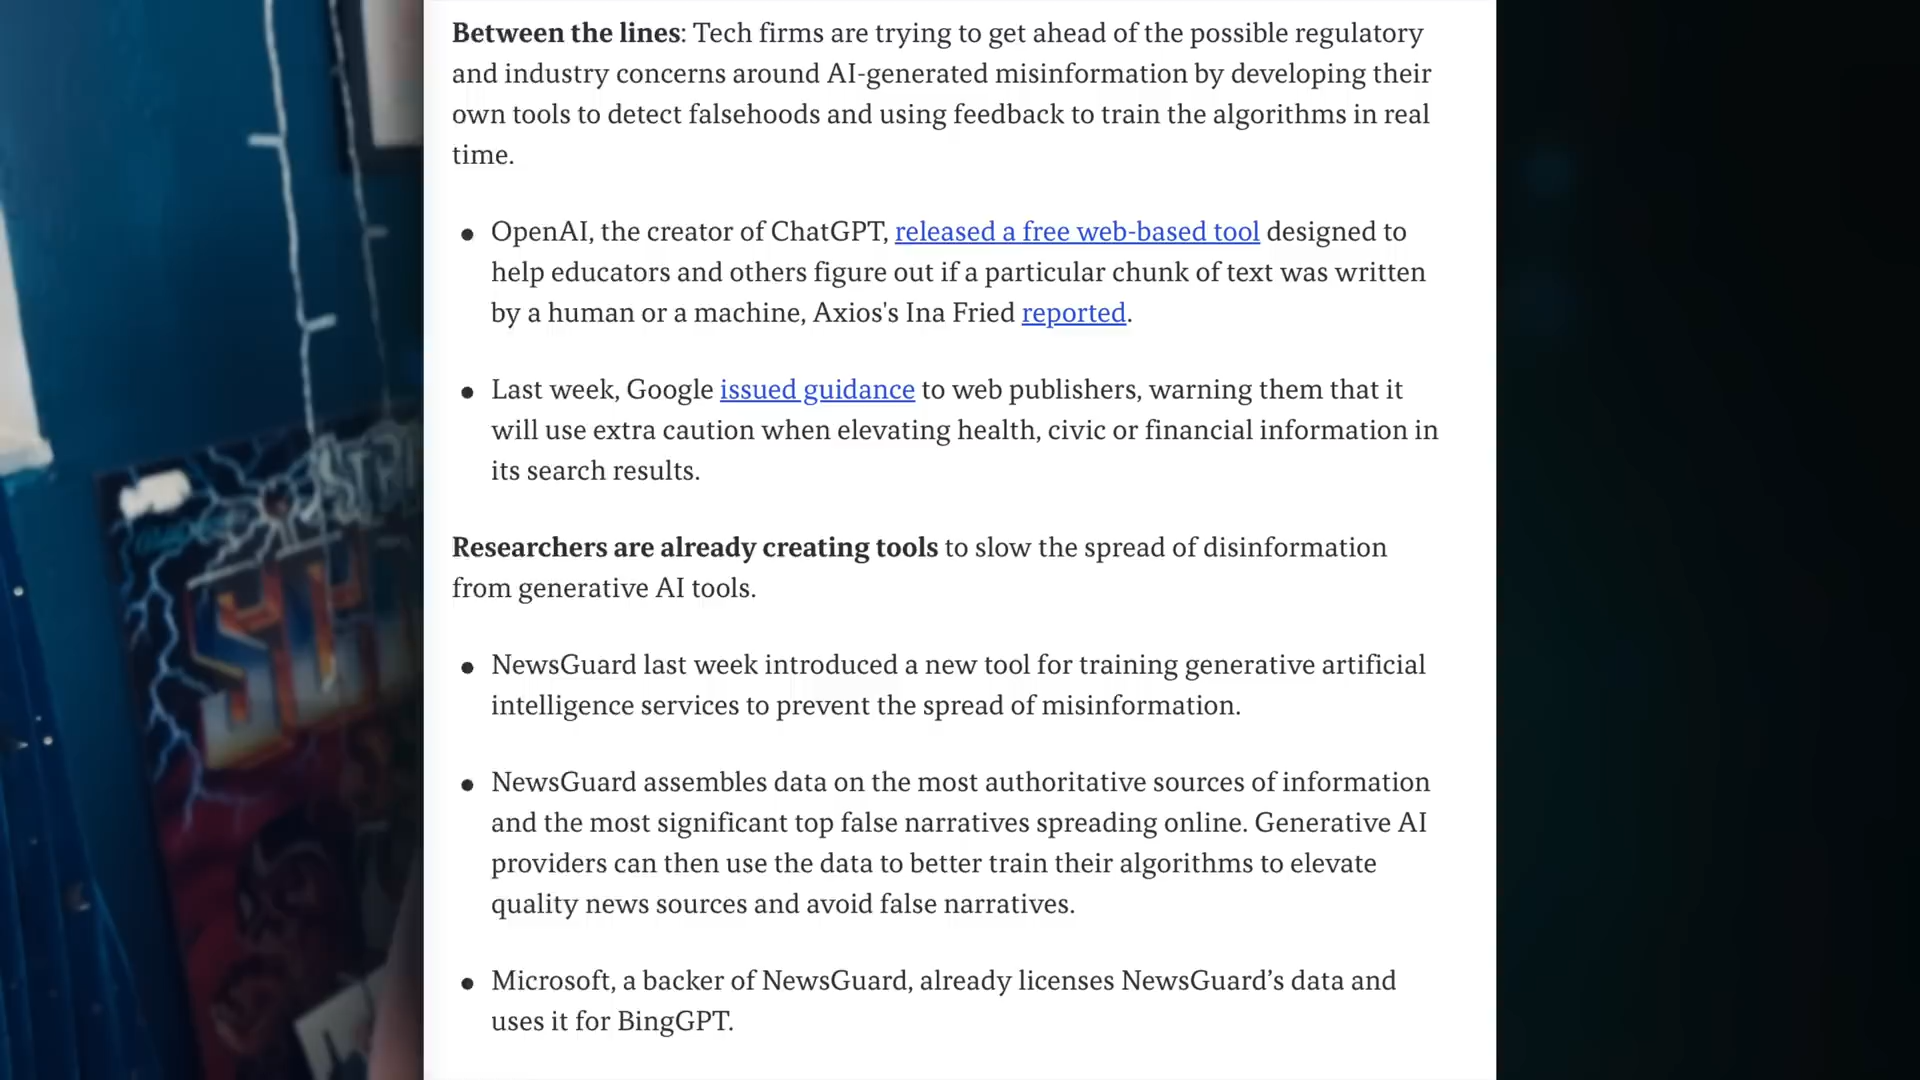 Between the lines: Tech firms are trying to get ahead of the possible regulatory
and industry concerns around AI-generated misinformation by developing their
own tools to detect falsehoods and using feedback to train the algorithms in real
time.
• OpenAI, the creator of ChatGPT, released a free web-based tool designed to
help educators and others figure out if a particular chunk of text was written
by a human or a machine, Axios's Ina Fried reported.
• Last week, Google issued guidance to web publishers, warning them that it
will use extra caution when elevating health, civic or financial information in
its search results.
Researchers are already creating tools to slow the spread of disinformation
from generative AI tools.
• NewsGuard last week introduced a new tool for training generative artificial
intelligence services to prevent the spread of misinformation.
• NewsGuard assembles data on the most authoritative sources of information
and the most significant top false narratives spreading online. Generative AI
providers can then use the data to better train their algorithms to elevate
quality news sources and avoid false narratives.
• Microsoft, a backer of NewsGuard, already licenses NewsGuard’s data and
uses it for BingGPT.